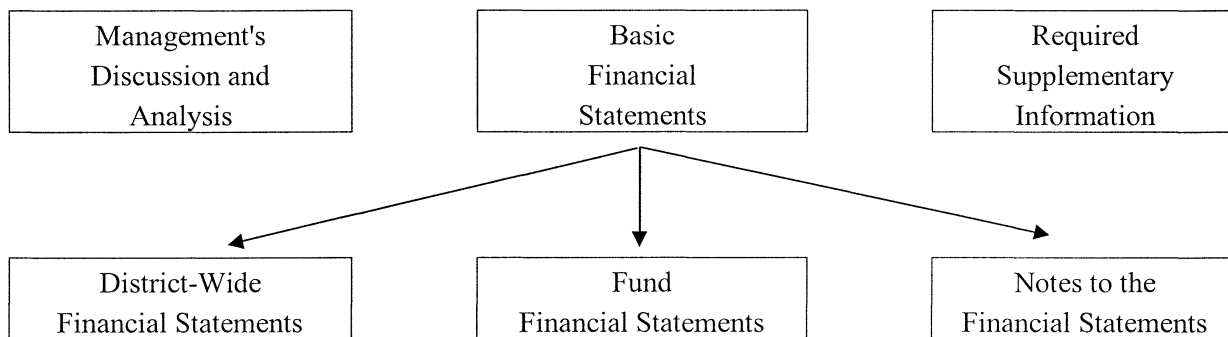 Management's
Discussion and
Analysis
Basic
Financial
Statements
Required
Supplementary
Information
District-Wide
Financial Statements
Fund
Financial Statements
Notes to the
Financial Statements